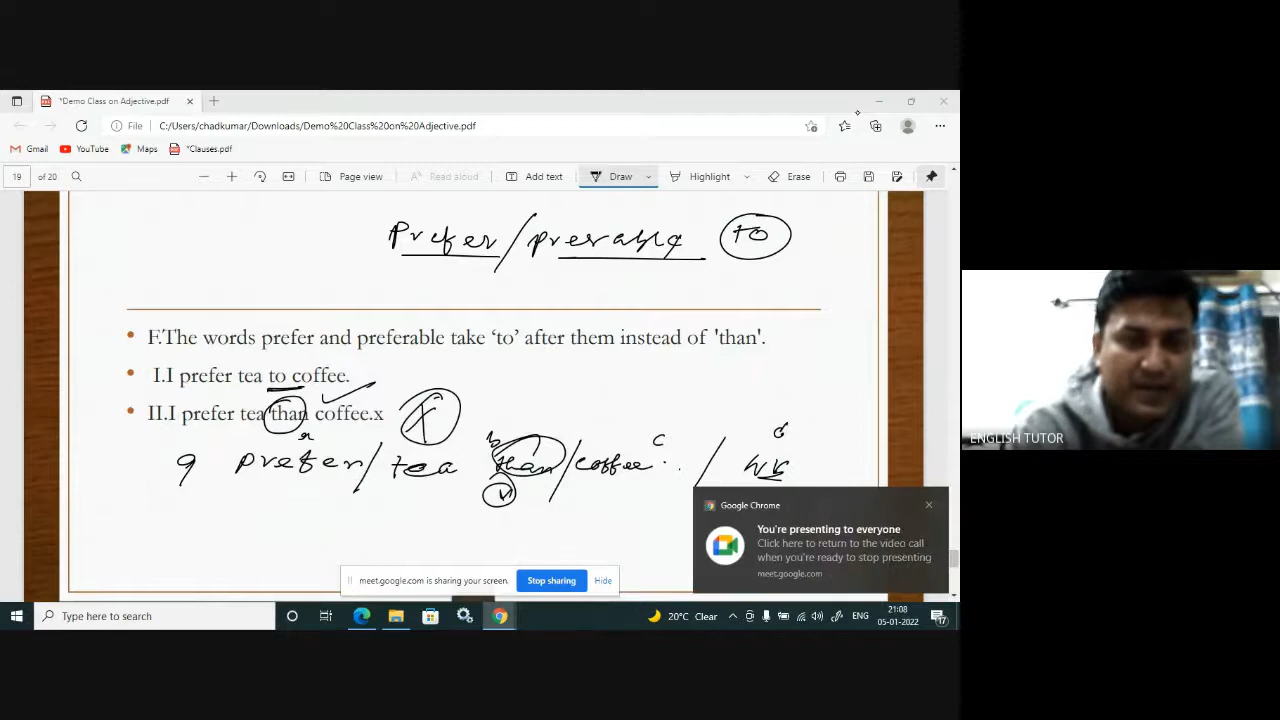 *Demo Class on Adjective.pdf
File C:/Users/chadkumar/Downloads/Demo%20Class%20on%20Adjective.pdf
Gmail YouTube Maps *Clauses.pdf
19 of 20 Page view Read aloud Add text Draw Highlight Erase
Prefer/prerable to
F.The words prefer and preferable take ‘to’ after them instead of 'than'.
I.I prefer tea to coffee.
II.I prefer tea than coffee.x
ENGLISH TUTOR
b c d
prefer/ tea than/coffee /
Google Chrome
You're presenting to everyone
Click here to return to the video call
when you're ready to stop presenting
meet.google.com
meet.google.com is sharing your screen. Stop sharing Hide
Type here to search 20°C Clear ENG 21:08
05-01-2022 17